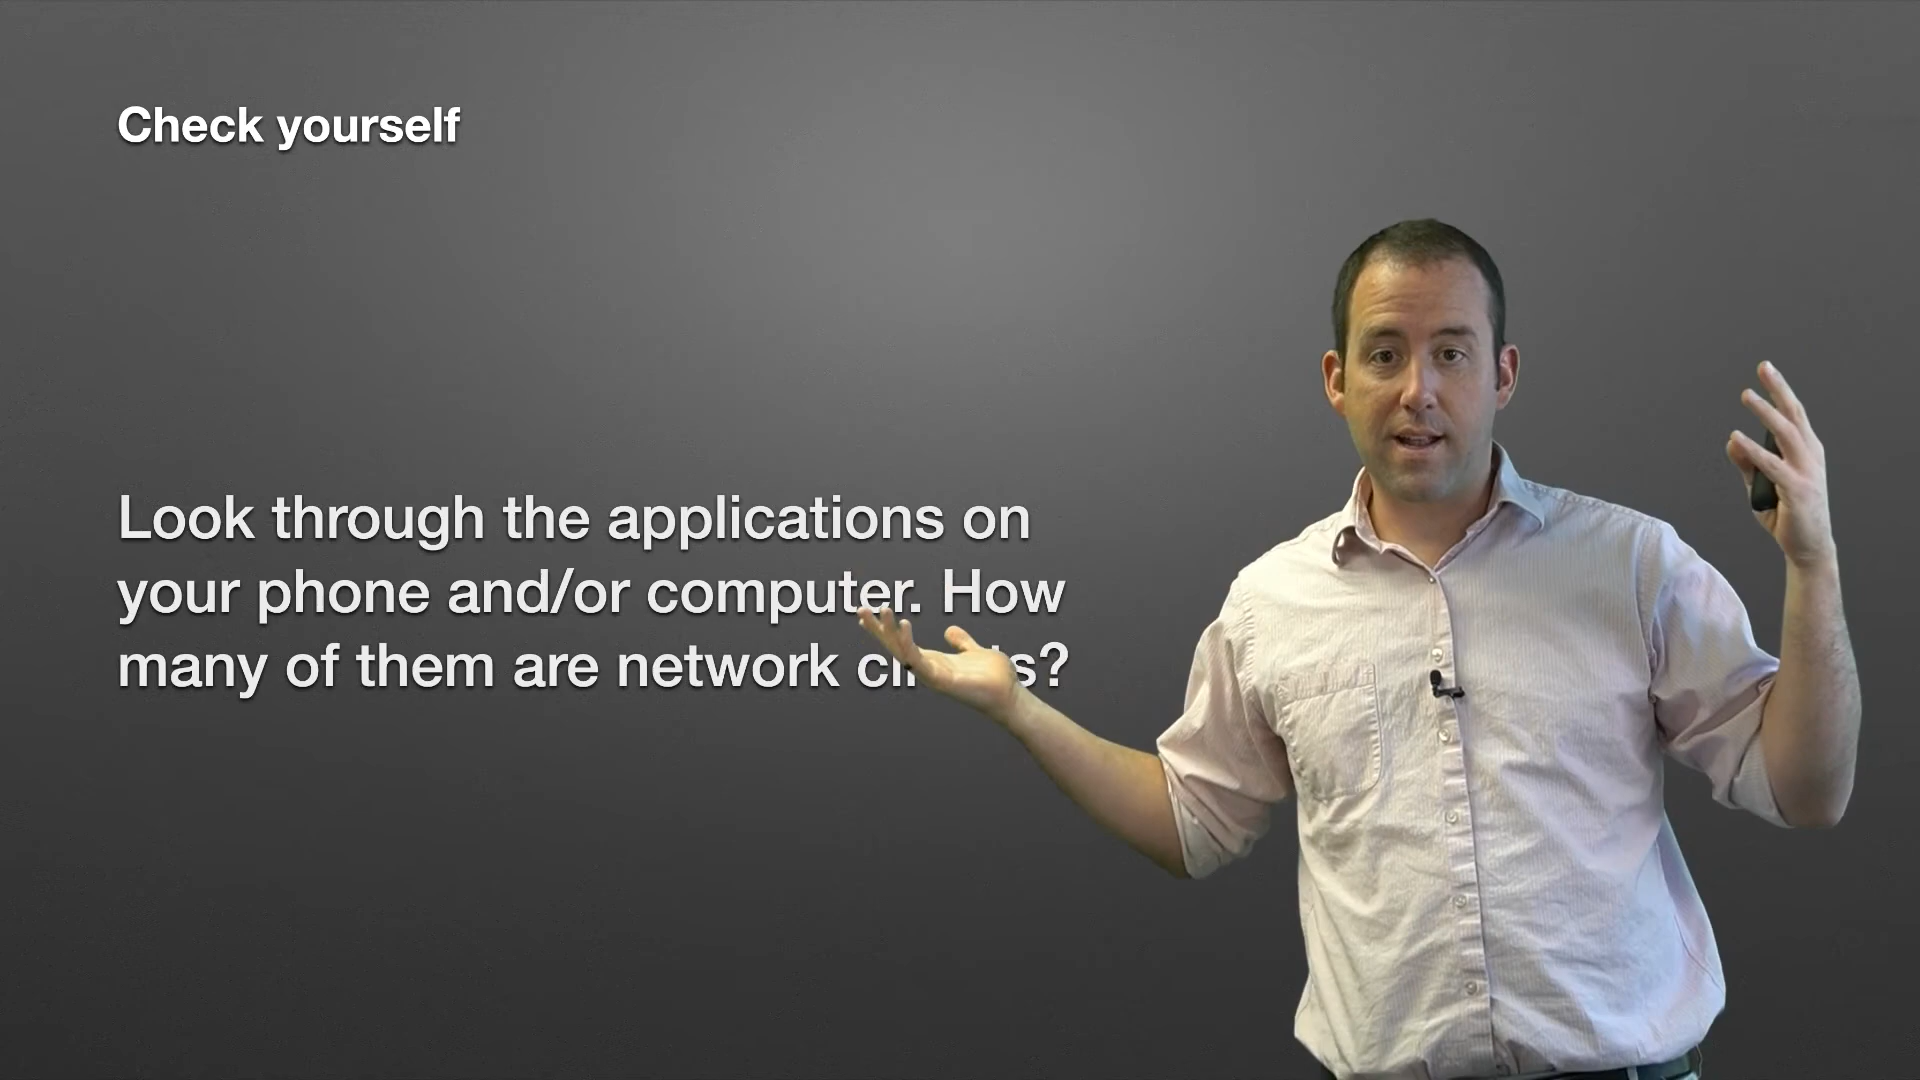 Check yourself
Look through the applications on
your phone and/or computer. How
many of them are network